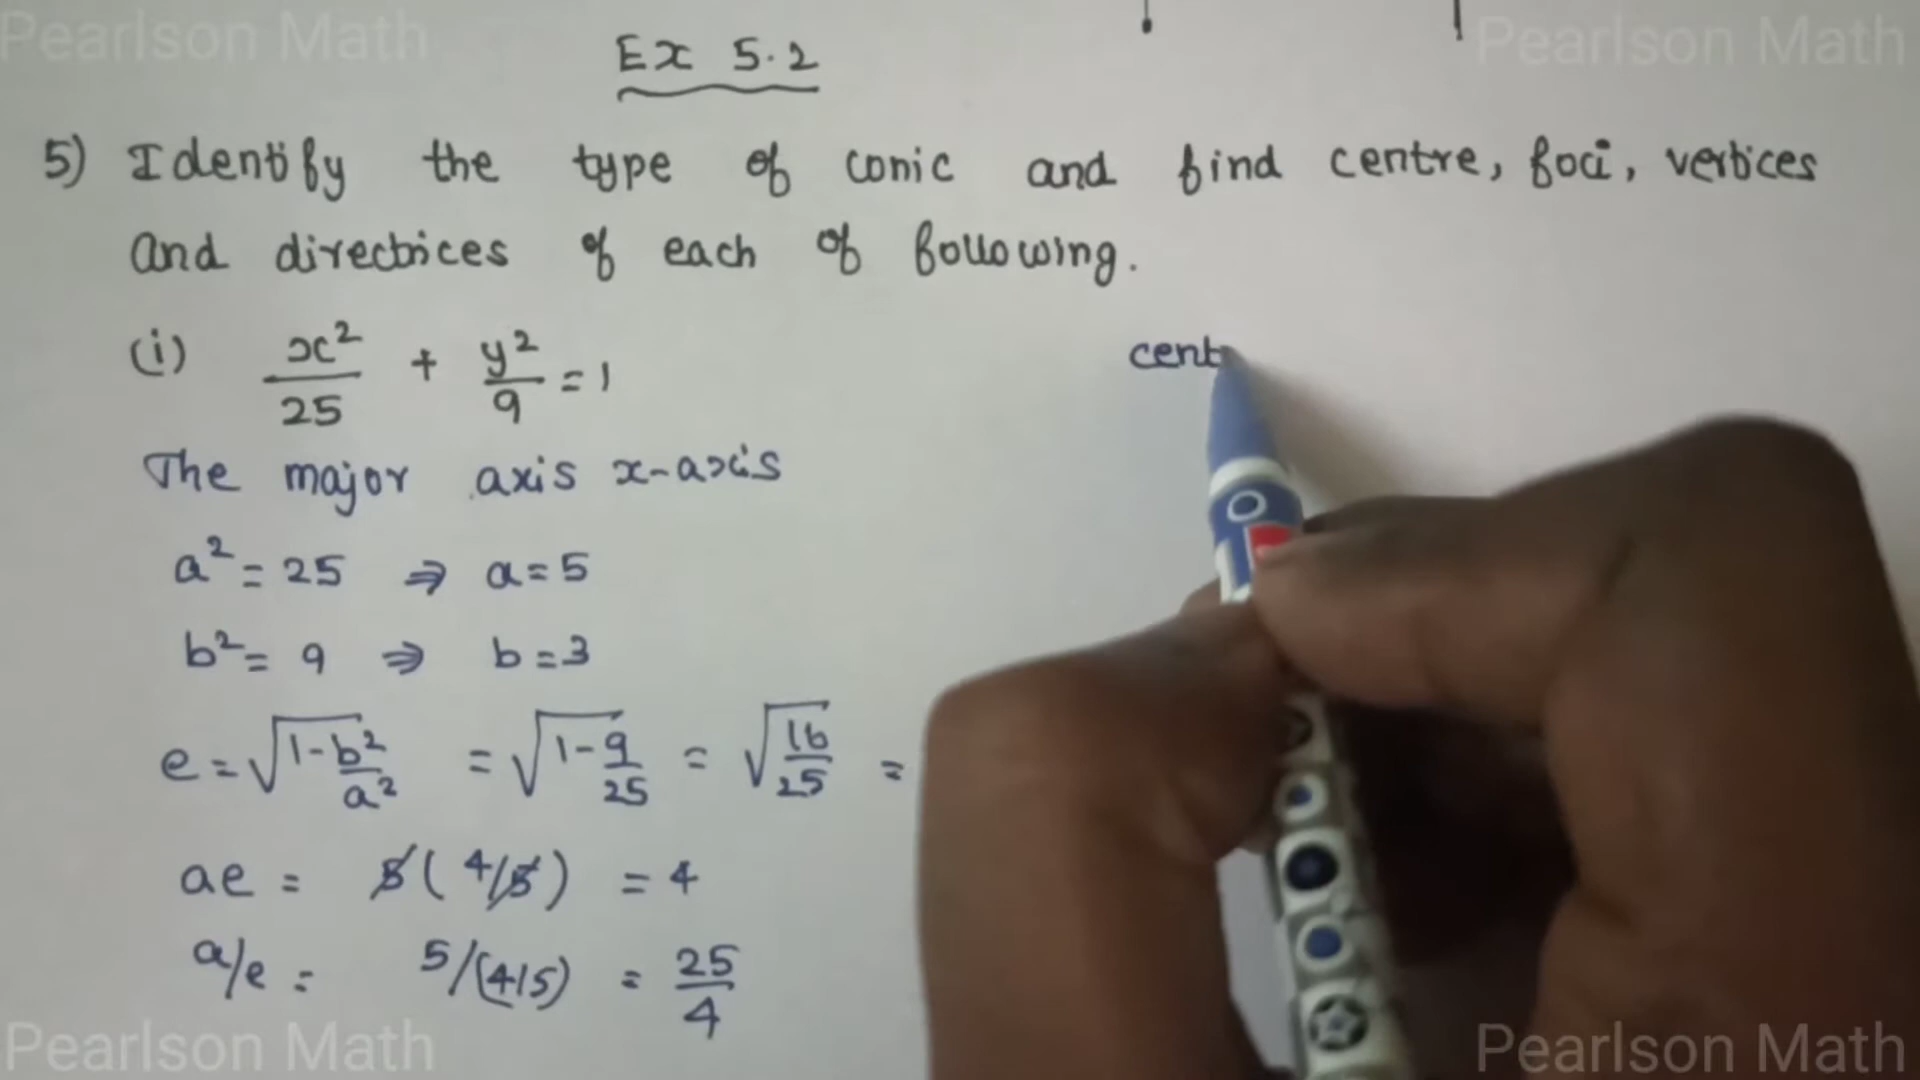 Pearlson Math
Pearlson Math
Ex 5.2
5) Identify the type of conic and find centre, foci, vertices
and directrices of each of following.
(i) x²/25 + y²/9 = 1
cent
The major axis x-axis
a² = 25 ⇒ a = 5
b² = 9 ⇒ b = 3
e = √(1 - b²/a²) = √(1 - 9/25) = √(16/25) =
ae = 5(4/5) = 4
a/e = 5/(4/5) = 25/4
Pearlson Math
Pearlson Math